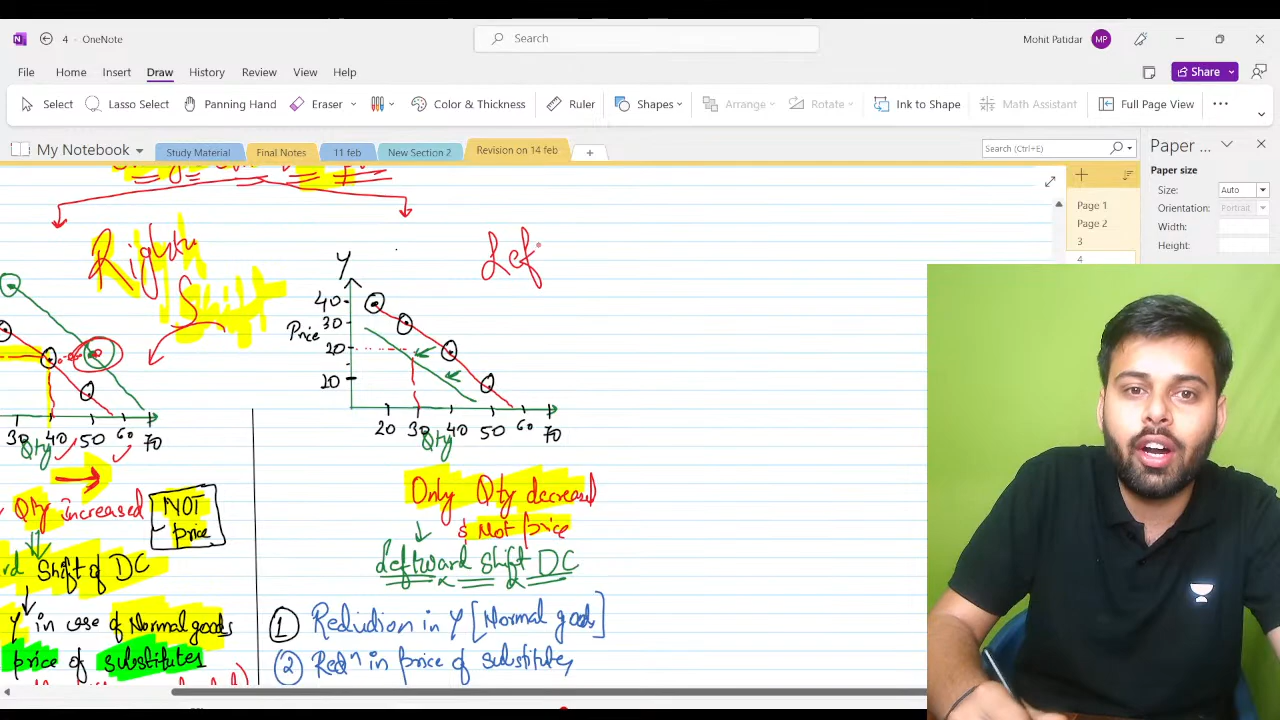 4 - OneNote
Search
Mohit Patidar
MP
File Home Insert Draw History Review View Help
Share
Select Lasso Select Panning Hand Eraser Color & Thickness Ruler Shapes Arrange Rotate Ink to Shape Math Assistant Full Page View
My Notebook
Study Material
Final Notes
11 feb
New Section 2
Revision on 14 feb
Search (Ctrl+E)
Paper ...
Paper size
Size: Auto
Orientation: Portrait
Width:
Height:
Page 1
Page 2
3
4
Shift
Lef
30 40 50 60 70
Qty
Qty increased
NOT
price
Shift of DC
Y in case of Normal goods
price of substitutes
Y
Price
40
30
20
20
20 30 40 50 60 70
Qty
Only Qty decreased
& Not price
Leftward shift DC
1 Reduction in Y [Normal goods]
2 Redⁿ in price of substitutes